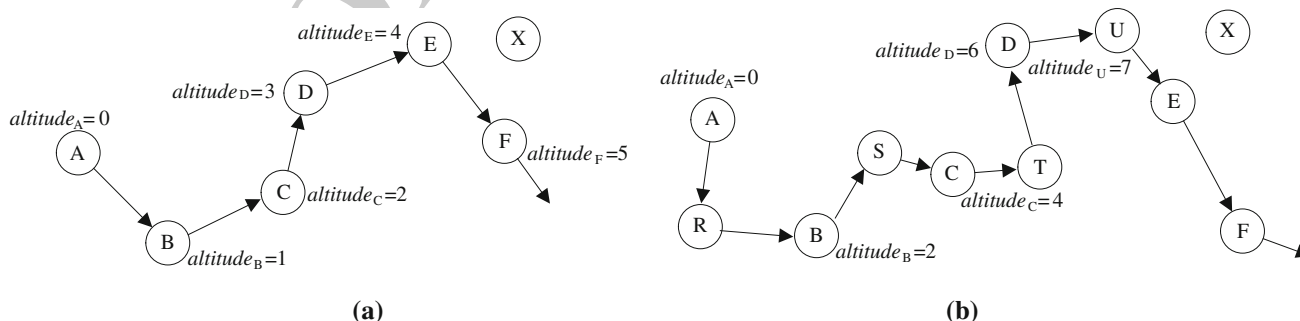 altitude_E = 4
E
X
altitude_D = 3
D
altitude_A = 0
A
F
altitude_F = 5
C
altitude_C = 2
B
altitude_B = 1
(a)
altitude_D = 6
D
U
X
altitude_U = 7
altitude_A = 0
E
A
S
C
T
altitude_C = 4
R
B
F
altitude_B = 2
(b)